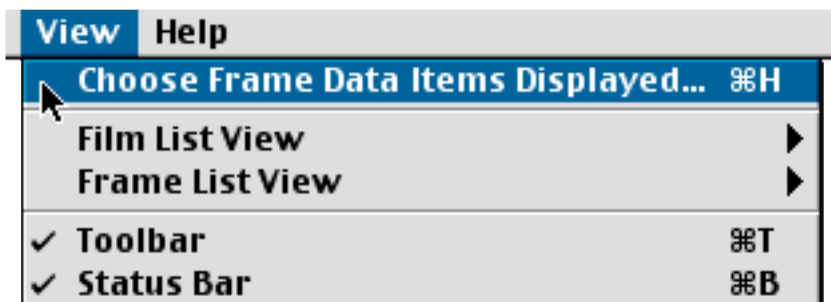 View Help
Choose Frame Data Items Displayed... ⌘H
Film List View
Frame List View
✓ Toolbar ⌘T
✓ Status Bar ⌘B